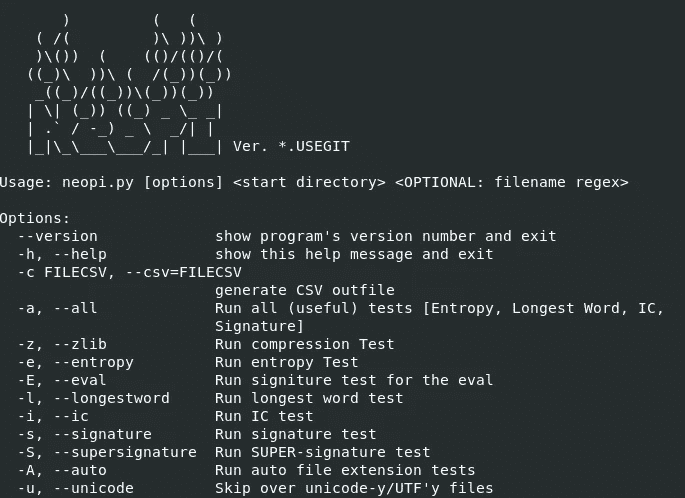 )         (   (
    ( /(         )\ ))\ )
    )\())  (    (()/(()/(
   ((_)\  ))\ (  /(_))(_))
    _((_)/((_))\(_))(_))
   | \| (_)) ((_) _ \_ _|
   | .` / -_) _ \  _/| |
   |_|\_\___\___/_| |___| Ver. *.USEGIT
Usage: neopi.py [options] <start directory> <OPTIONAL: filename regex>
Options:
  --version             show program's version number and exit
  -h, --help            show this help message and exit
  -c FILECSV, --csv=FILECSV
                        generate CSV outfile
  -a, --all             Run all (useful) tests [Entropy, Longest Word, IC,
                        Signature]
  -z, --zlib            Run compression Test
  -e, --entropy         Run entropy Test
  -E, --eval            Run signiture test for the eval
  -l, --longestword     Run longest word test
  -i, --ic              Run IC test
  -s, --signature       Run signature test
  -S, --supersignature  Run SUPER-signature test
  -A, --auto            Run auto file extension tests
  -u, --unicode         Skip over unicode-y/UTF'y files